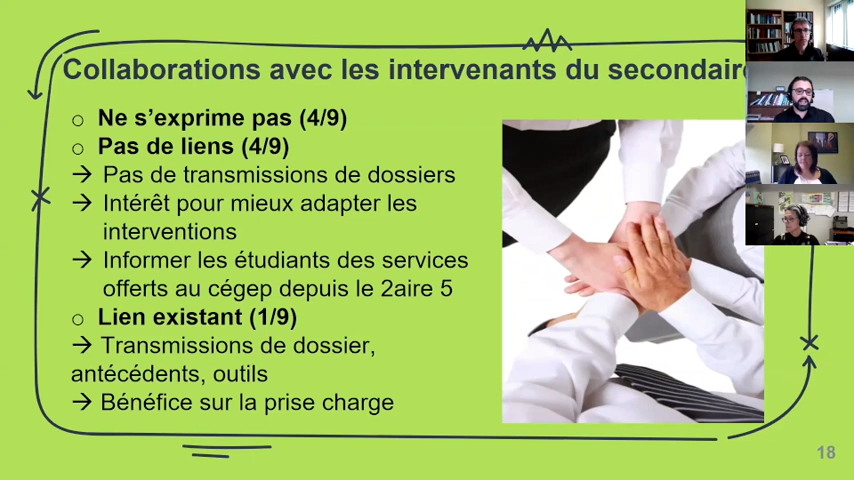 Collaborations avec les intervenants du secondaire
○ Ne s'exprime pas (4/9)
○ Pas de liens (4/9)
→ Pas de transmissions de dossiers
→ Intérêt pour mieux adapter les
interventions
→ Informer les étudiants des services
offerts au cégep depuis le 2aire 5
○ Lien existant (1/9)
→ Transmissions de dossier,
antécédents, outils
→ Bénéfice sur la prise charge
18